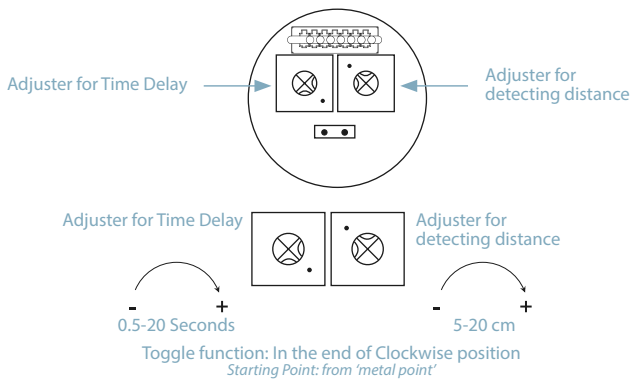 Adjuster for Time Delay
Adjuster for
detecting distance
Adjuster for Time Delay
Adjuster for
detecting distance
- +
0.5-20 Seconds
- +
5-20 cm
Toggle function: In the end of Clockwise position
Starting Point: from ‘metal point’